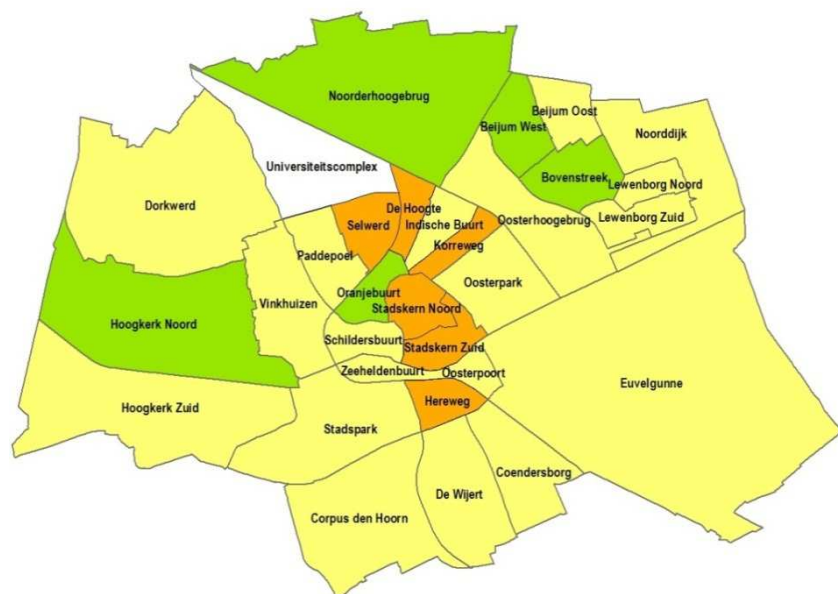 Noorderhoogebrug
Beijum Oost
Beijum West
Noorddijk
Universiteitscomplex
Bovenstreek
Lewenborg Noord
Dorkwerd
De Hoogte
Lewenborg Zuid
Selwerd
Indische Buurt
Oosterhoogebrug
Korreweg
Paddepoel
Oosterpark
Oranjebuurt
Vinkhuizen
Stadskern Noord
Hoogkerk Noord
Schildersbuurt
Stadskern Zuid
Zeeheldenbuurt
Oosterpoort
Euvelgunne
Hereweg
Hoogkerk Zuid
Stadspark
Coendersborg
De Wijert
Corpus den Hoorn